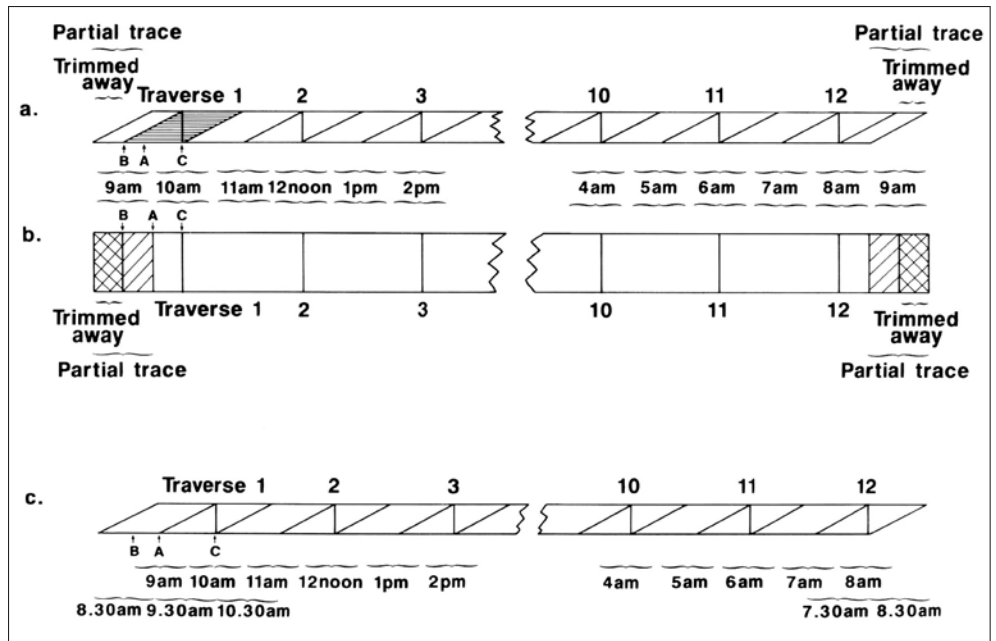 Partial trace Partial trace
Trimmed away Trimmed away
Traverse 1 2 3 10 11 12
a.
B A C
9am 10am 11am 12noon 1pm 2pm 4am 5am 6am 7am 8am 9am
B A C
b.
Traverse 1 2 3 10 11 12
Trimmed away Trimmed away
Partial trace Partial trace
Traverse 1 2 3 10 11 12
c.
B A C
9am 10am 11am 12noon 1pm 2pm 4am 5am 6am 7am 8am
8.30am 9.30am 10.30am 7.30am 8.30am